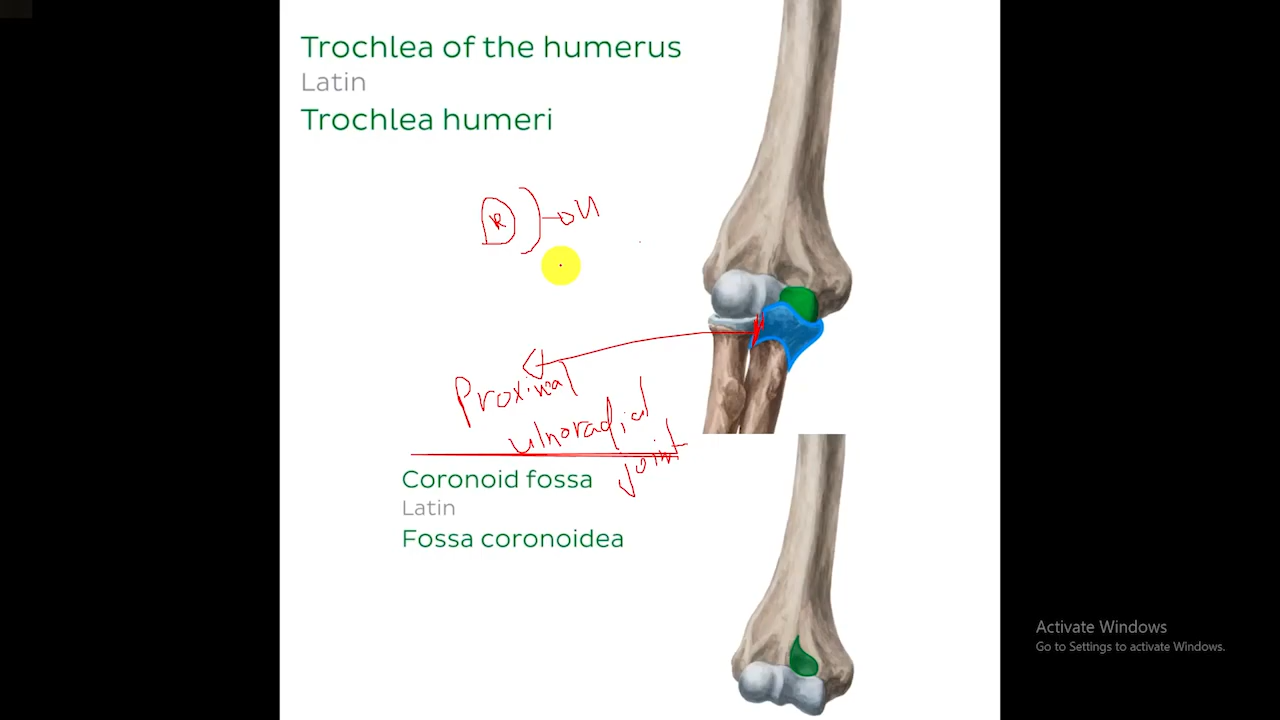 Trochlea of the humerus
Latin
Trochlea humeri
R U
Proximal
ulnoradial
joint
Coronoid fossa
Latin
Fossa coronoidea
Activate Windows
Go to Settings to activate Windows.